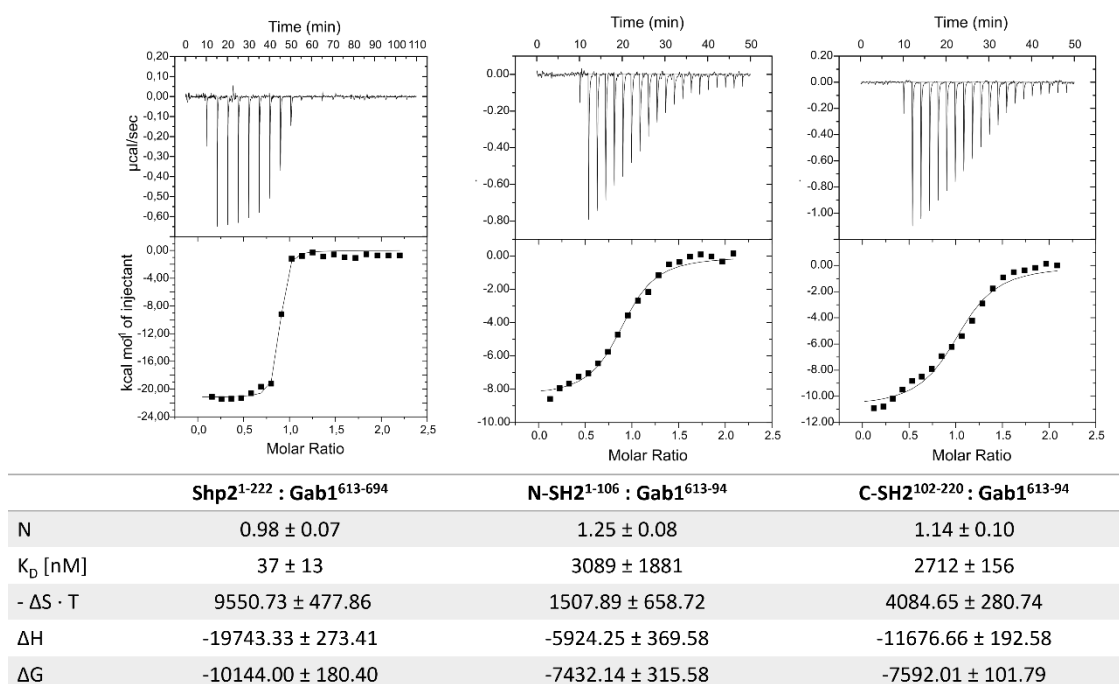 Time (min)
0 10 20 30 40 50 60 70 80 90 100 110
0,20
0,10
0,00
-0,10
-0,20
-0,30
-0,40
-0,50
-0,60
µcal/sec
0,00
-4,00
-8,00
-12,00
-16,00
-20,00
-24,00
kcal mol¹ of injectant
0,0 0,5 1,0 1,5 2,0 2,5
Molar Ratio
Time (min)
0 10 20 30 40 50
0.00
-0.20
-0.40
-0.60
-0.80
0.00
-2.00
-4.00
-6.00
-8.00
-10.00
0.0 0.5 1.0 1.5 2.0 2.5
Molar Ratio
Time (min)
0 10 20 30 40 50
0.20
0.00
-0.20
-0.40
-0.60
-0.80
-1.00
0.00
-2.00
-4.00
-6.00
-8.00
-10.00
-12.00
0.0 0.5 1.0 1.5 2.0 2.5
Molar Ratio
Shp2¹⁻²²² : Gab1⁶¹³⁻⁶⁹⁴ N-SH2¹⁻¹⁰⁶ : Gab1⁶¹³⁻⁹⁴ C-SH2¹⁰²⁻²²⁰ : Gab1⁶¹³⁻⁹⁴
N 0.98 ± 0.07 1.25 ± 0.08 1.14 ± 0.10
K_D [nM] 37 ± 13 3089 ± 1881 2712 ± 156
- ΔS · T 9550.73 ± 477.86 1507.89 ± 658.72 4084.65 ± 280.74
ΔH -19743.33 ± 273.41 -5924.25 ± 369.58 -11676.66 ± 192.58
ΔG -10144.00 ± 180.40 -7432.14 ± 315.58 -7592.01 ± 101.79